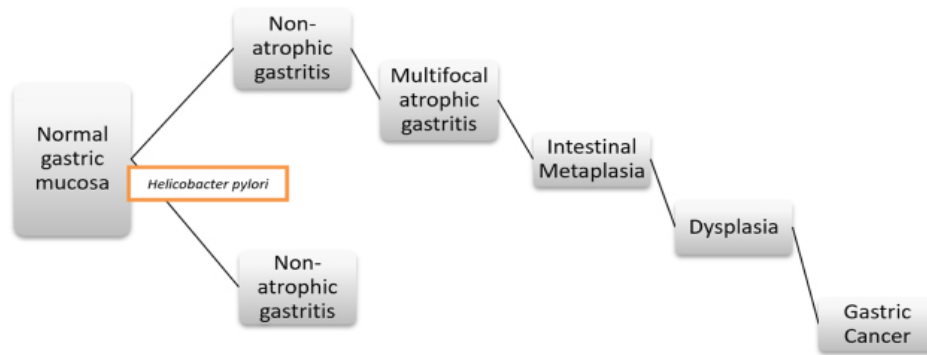 Normal
gastric
mucosa
Helicobacter pylori
Non-
atrophic
gastritis
Non-
atrophic
gastritis
Multifocal
atrophic
gastritis
Intestinal
Metaplasia
Dysplasia
Gastric
Cancer